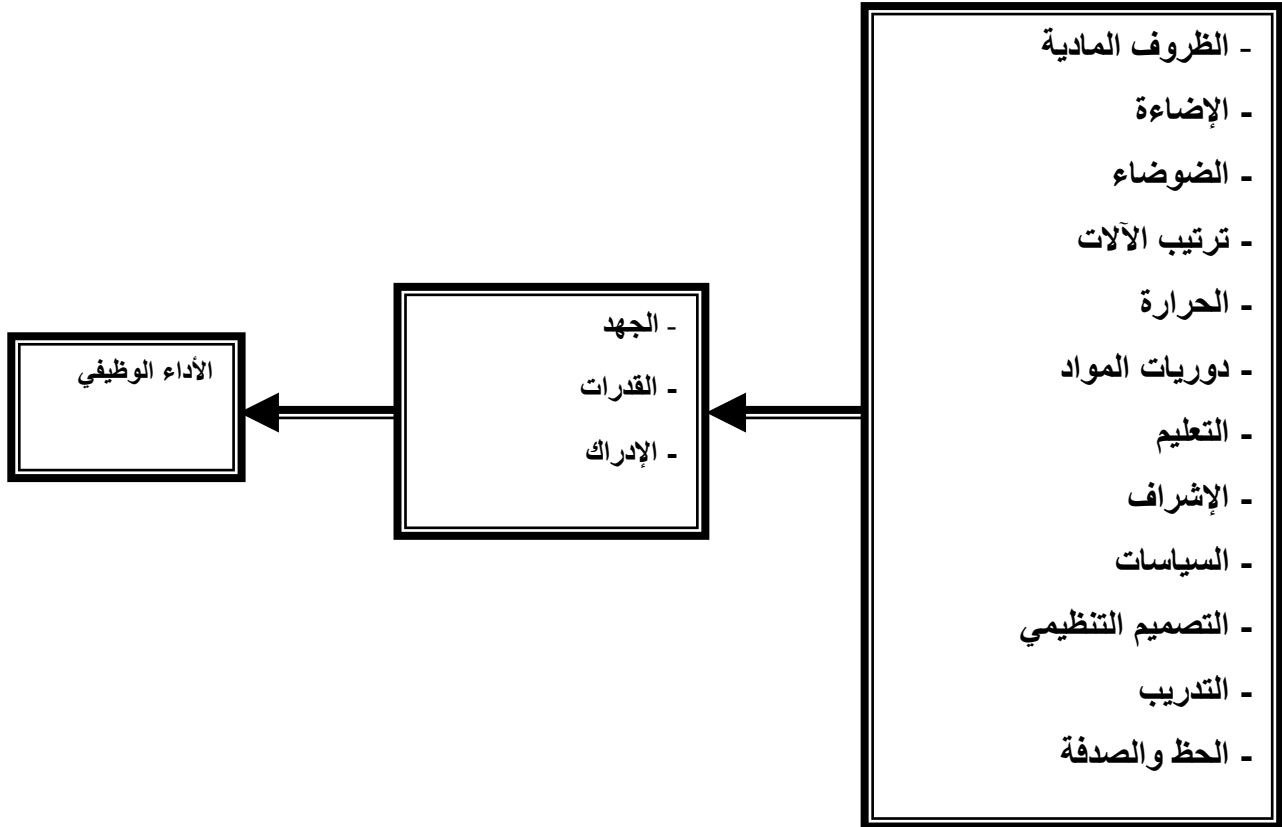 - الظروف المادية
- الإضاءة
- الضوضاء
- ترتيب الآلات
- الحرارة
- دوريات المواد
- التعليم
- الإشراف
- السياسات
- التصميم التنظيمي
- التدريب
- الحظ والصدفة
- الجهد
- القدرات
- الإدراك
الأداء الوظيفي